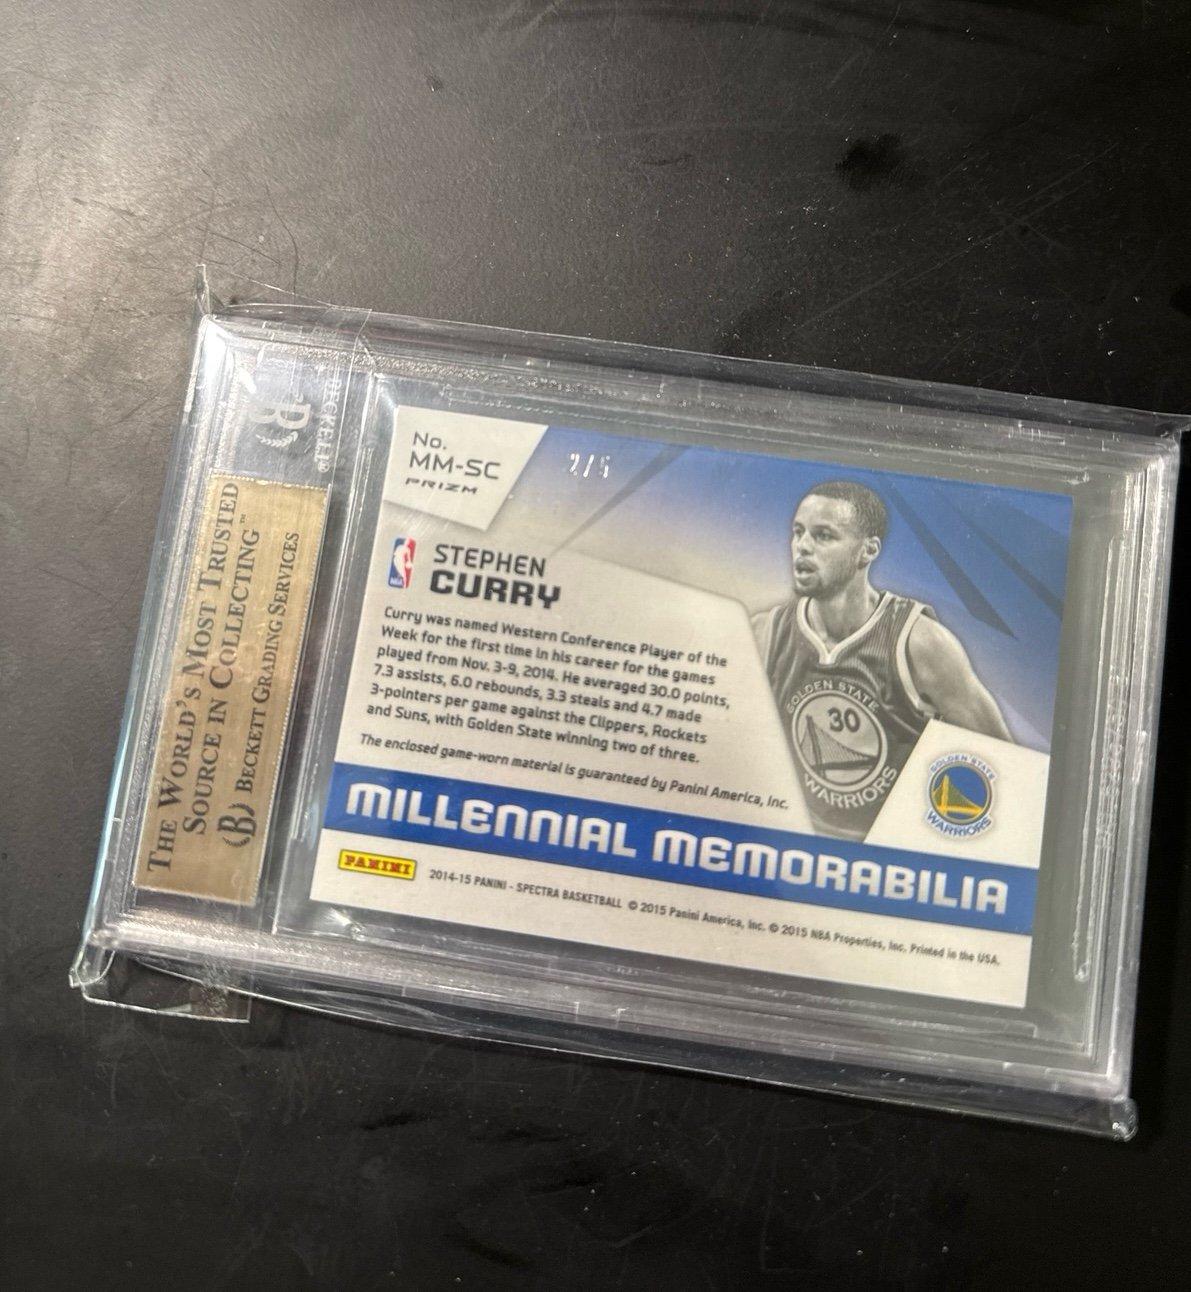 BECKETT®
B
THE WORLD'S MOST TRUSTED
SOURCE IN COLLECTING™
(B) BECKETT GRADING SERVICES
No.
MM-SC
PRIZM
2/5
NBA
STEPHEN
CURRY
Curry was named Western Conference Player of the
Week for the first time in his career for the games
played from Nov. 3-9, 2014. He averaged 30.0 points,
7.3 assists, 6.0 rebounds, 3.3 steals and 4.7 made
3-pointers per game against the Clippers, Rockets
and Suns, with Golden State winning two of three.
The enclosed game-worn material is guaranteed by Panini America, Inc.
GOLDEN STATE
30
WARRIORS
GOLDEN STATE
WARRIORS
MILLENNIAL MEMORABILIA
PANINI
2014-15 PANINI - SPECTRA BASKETBALL © 2015 Panini America, Inc. © 2015 NBA Properties, Inc. Printed in the USA.